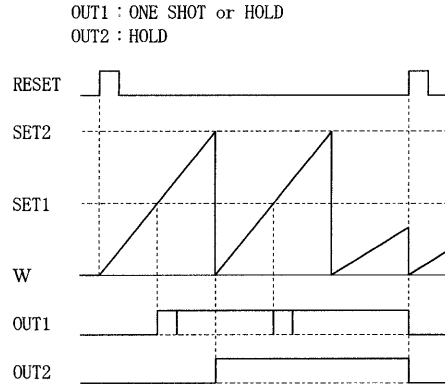 OUT1 : ONE SHOT or HOLD
OUT2 : HOLD
RESET
SET2
SET1
W
OUT1
OUT2